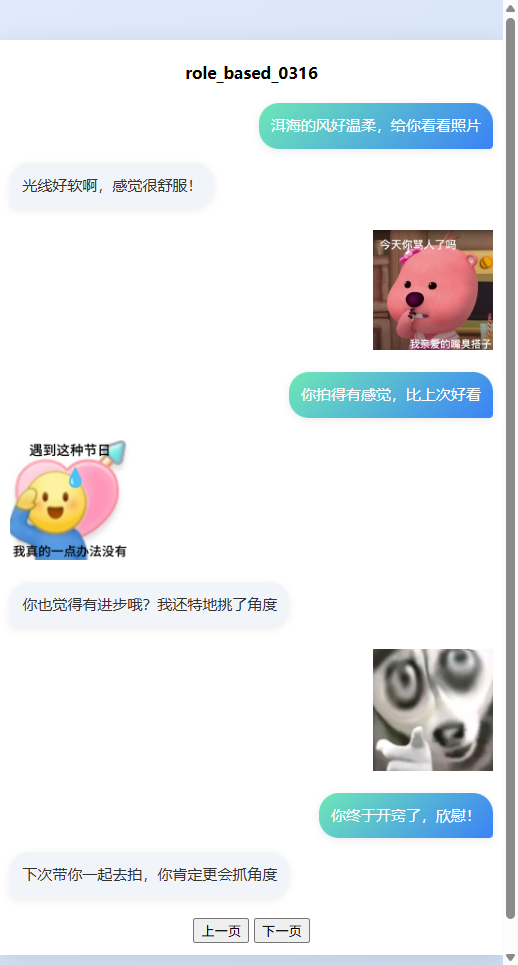 role_based_0316
洱海的风好温柔，给你看看照片
光线好软啊，感觉很舒服！
今天你骂人了吗
我亲爱的嘴臭搭子
你拍得有感觉，比上次好看
遇到这种节日
我真的一点办法没有
你也觉得有进步哦？我还特地挑了角度
你终于开窍了，欣慰！
下次带你一起去拍，你肯定更会抓角度
上一页 下一页